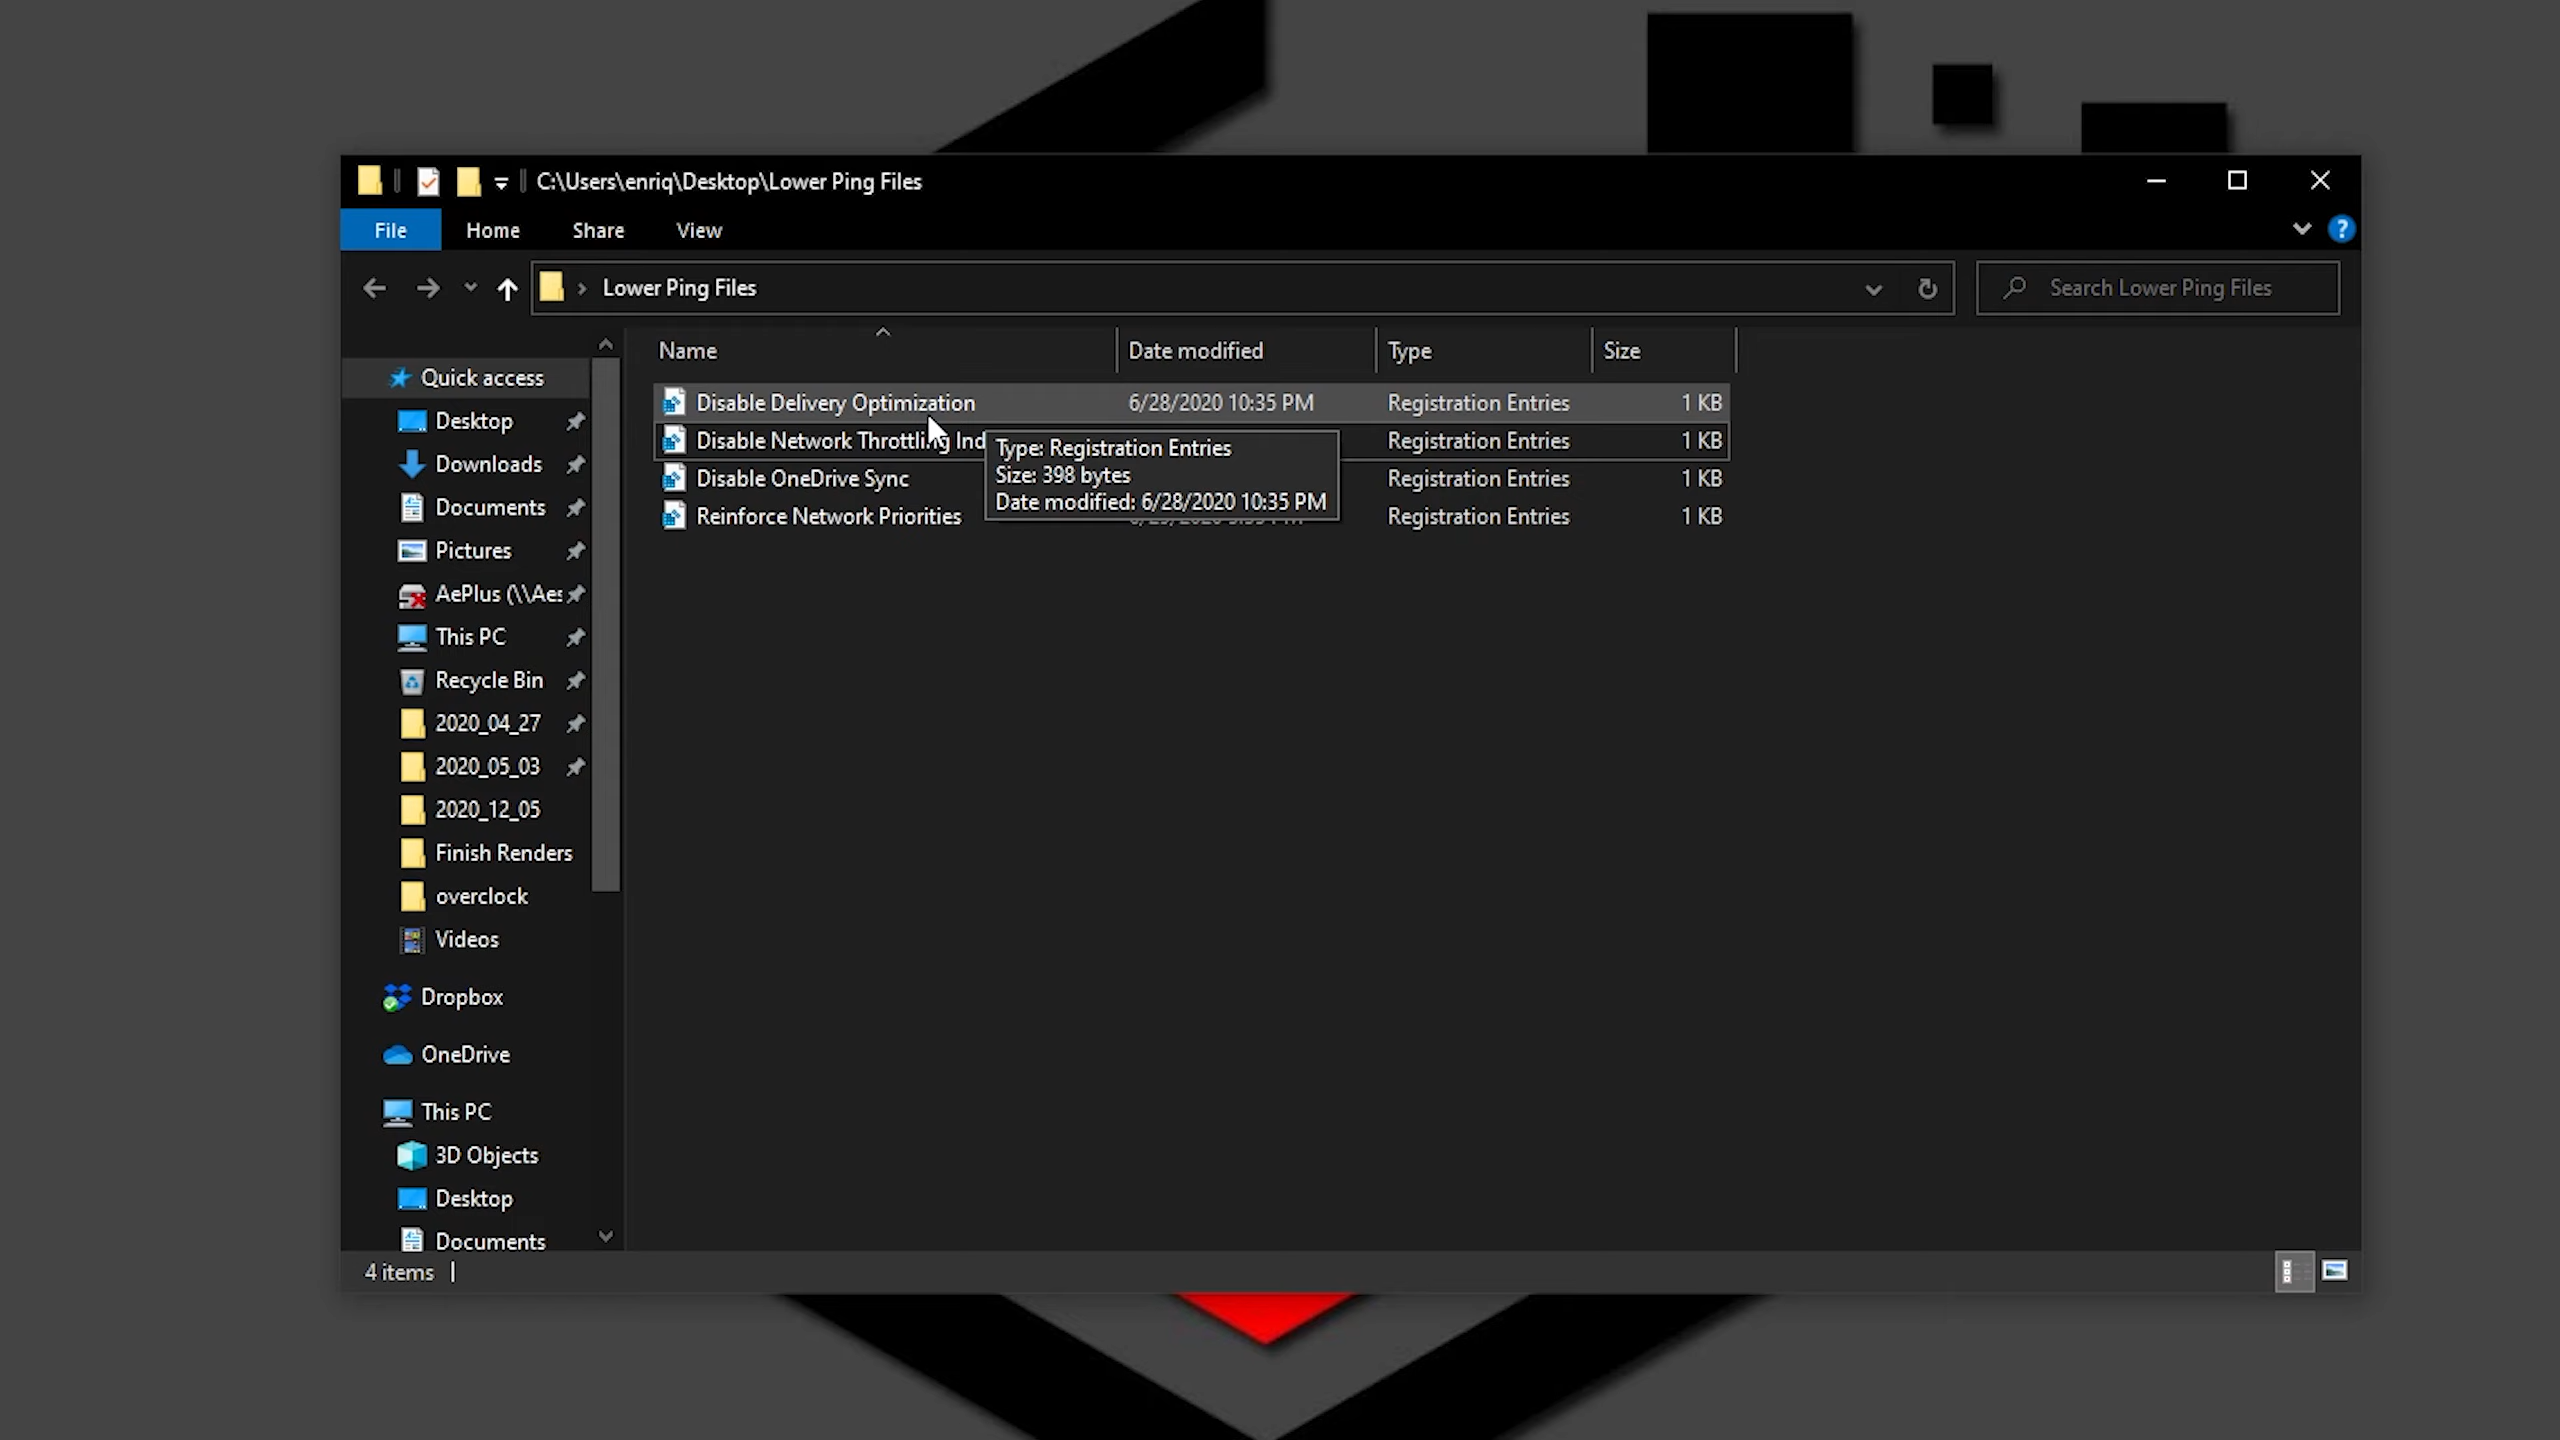 C:\Users\enriq\Desktop\Lower Ping Files
File Home Share View
Lower Ping Files
Search Lower Ping Files
Name Date modified Type Size
Quick access
Desktop
Downloads
Documents
Pictures
AePlus (\\Aes
This PC
Recycle Bin
2020_04_27
2020_05_03
2020_12_05
Finish Renders
overclock
Videos
Dropbox
OneDrive
This PC
3D Objects
Desktop
Documents
Disable Delivery Optimization 6/28/2020 10:35 PM Registration Entries 1 KB
Disable Network Throttling Ind Registration Entries 1 KB
Disable OneDrive Sync Registration Entries 1 KB
Reinforce Network Priorities Registration Entries 1 KB
Type: Registration Entries
Size: 398 bytes
Date modified: 6/28/2020 10:35 PM
4 items